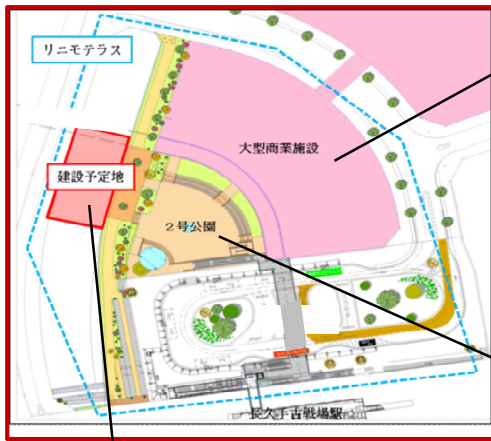 リニモテラス
大型商業施設
建設予定地
２号公園
長久手古戦場駅